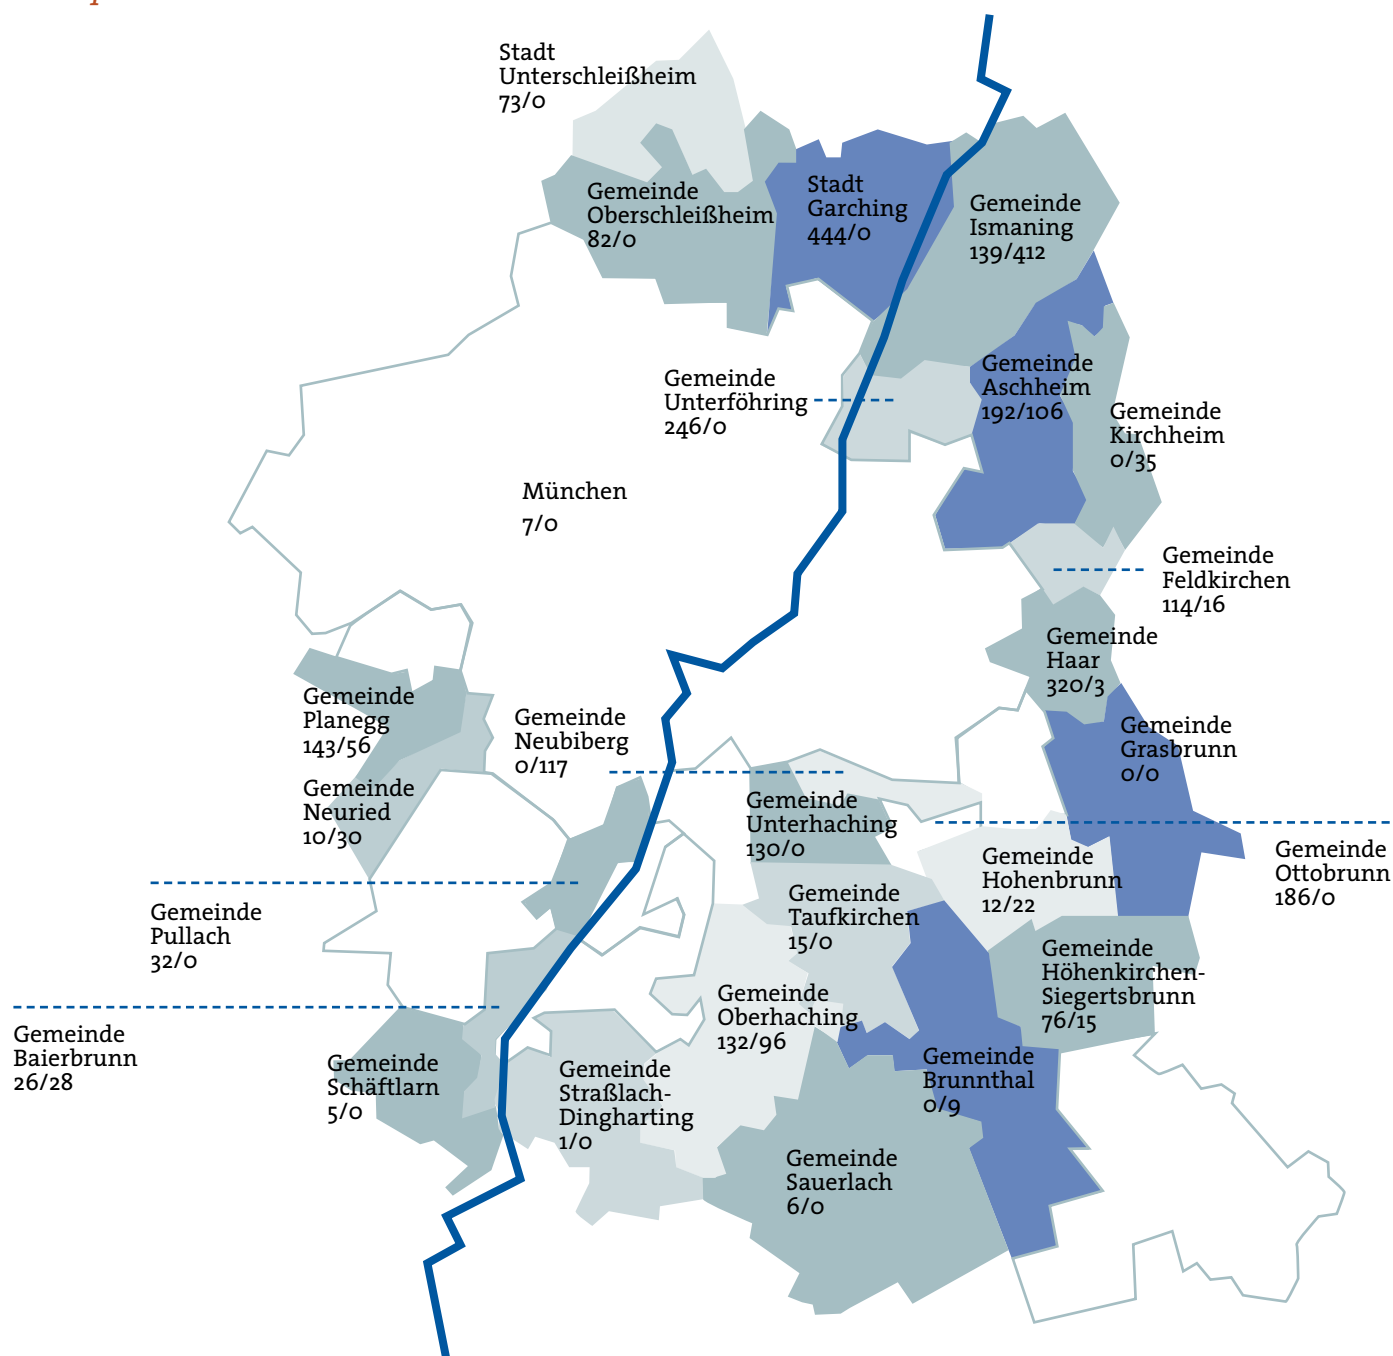 Stadt
Unterschleißheim
73/0
Gemeinde
Oberschleißheim
82/0
Stadt
Garching
444/0
Gemeinde
Ismaning
139/412
Gemeinde
Unterföhring
246/0
Gemeinde
Aschheim
192/106
Gemeinde
Kirchheim
0/35
München
7/0
Gemeinde
Feldkirchen
114/16
Gemeinde
Haar
320/3
Gemeinde
Planegg
143/56
Gemeinde
Neubiberg
0/117
Gemeinde
Grasbrunn
0/0
Gemeinde
Neuried
10/30
Gemeinde
Unterhaching
130/0
Gemeinde
Hohenbrunn
12/22
Gemeinde
Ottobrunn
186/0
Gemeinde
Pullach
32/0
Gemeinde
Taufkirchen
15/0
Gemeinde
Höhenkirchen-
Siegertsbrunn
76/15
Gemeinde
Oberhaching
132/96
Gemeinde
Baierbrunn
26/28
Gemeinde
Schäftlarn
5/0
Gemeinde
Straßlach-
Dingharting
1/0
Gemeinde
Brunnthal
0/9
Gemeinde
Sauerlach
6/0